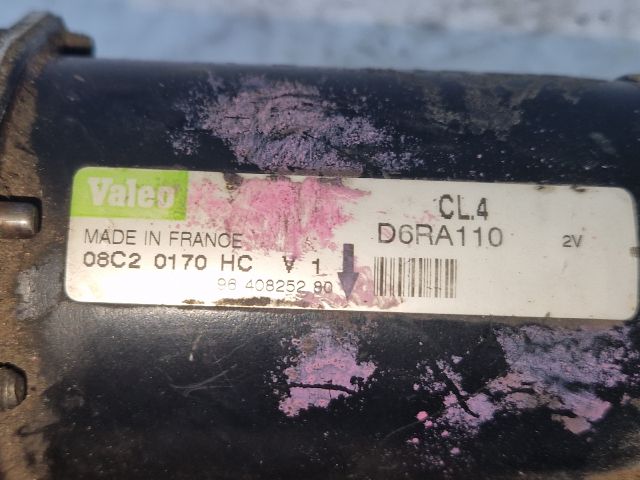 Valeo
CL.4
MADE IN FRANCE
D6RA110 2V
08C2 0170 HC V 1
96 408252 80